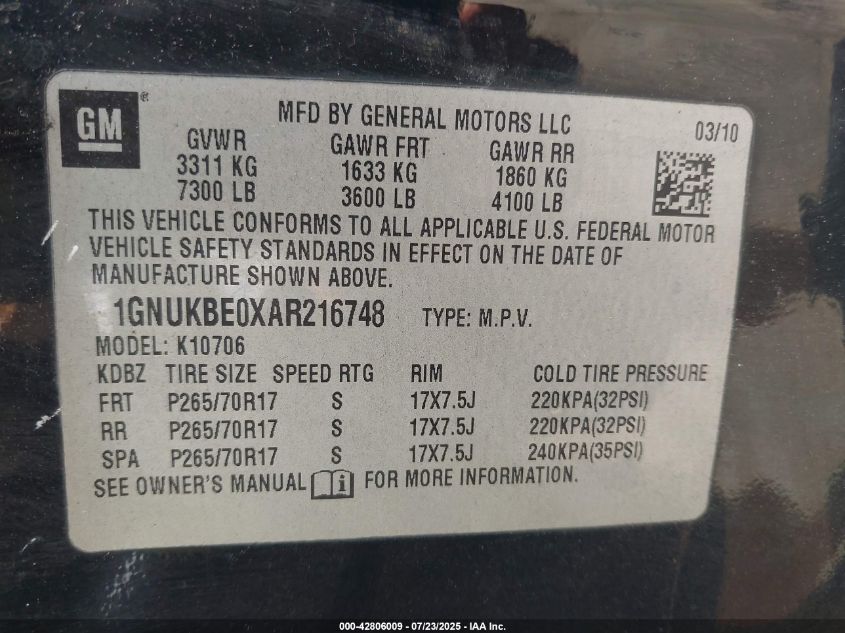 GM ®
MFD BY GENERAL MOTORS LLC
03/10
GVWR GAWR FRT GAWR RR
3311 KG 1633 KG 1860 KG
7300 LB 3600 LB 4100 LB
THIS VEHICLE CONFORMS TO ALL APPLICABLE U.S. FEDERAL MOTOR
VEHICLE SAFETY STANDARDS IN EFFECT ON THE DATE OF
MANUFACTURE SHOWN ABOVE.
1GNUKBE0XAR216748 TYPE: M.P.V.
MODEL: K10706
KDBZ TIRE SIZE SPEED RTG RIM COLD TIRE PRESSURE
FRT P265/70R17 S 17X7.5J 220KPA(32PSI)
RR P265/70R17 S 17X7.5J 220KPA(32PSI)
SPA P265/70R17 S 17X7.5J 240KPA(35PSI)
SEE OWNER'S MANUAL i FOR MORE INFORMATION.
000-42806009 - 07/23/2025 - IAA Inc.